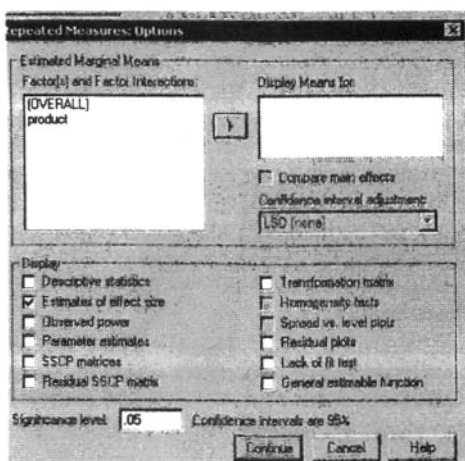 Repeated Measures: Options
Estimated Marginal Means
Factor(s) and Factor Interactions:
(OVERALL)
product
Display Means for:
Compare main effects
Confidence interval adjustment:
LSD (none)
Display
Descriptive statistics
Estimates of effect size
Observed power
Parameter estimates
SSCP matrices
Residual SSCP matrix
Transformation matrix
Homogeneity tests
Spread vs. level plots
Residual plots
Lack of fit test
General estimable function
Significance level: .05 Confidence intervals are 95%
Continue Cancel Help